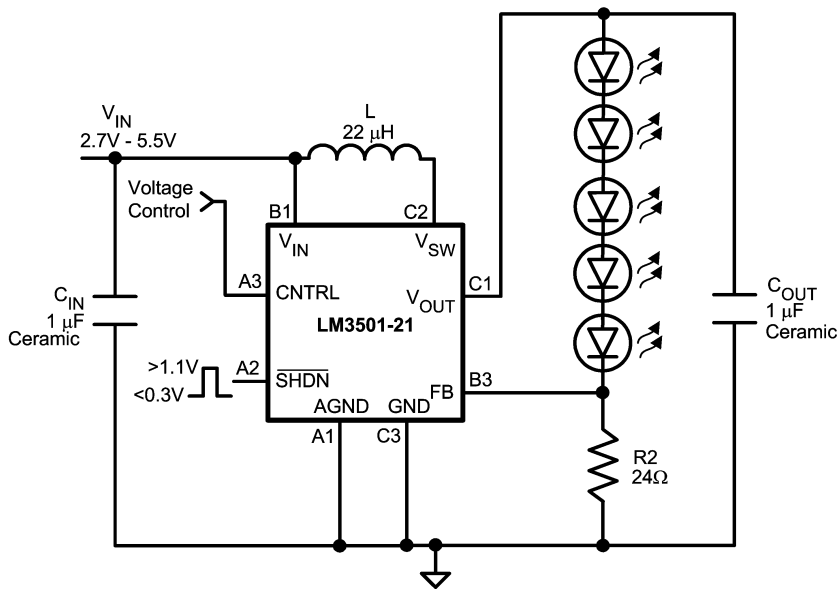 V_IN
2.7V - 5.5V
L
22 µH
Voltage
Control
B1
C2
V_IN
V_SW
A3
CNTRL
C1
V_OUT
LM3501-21
C_IN
1 µF
Ceramic
C_OUT
1 µF
Ceramic
>1.1V
<0.3V
A2
SHDN
FB
B3
AGND
GND
A1
C3
R2
24Ω